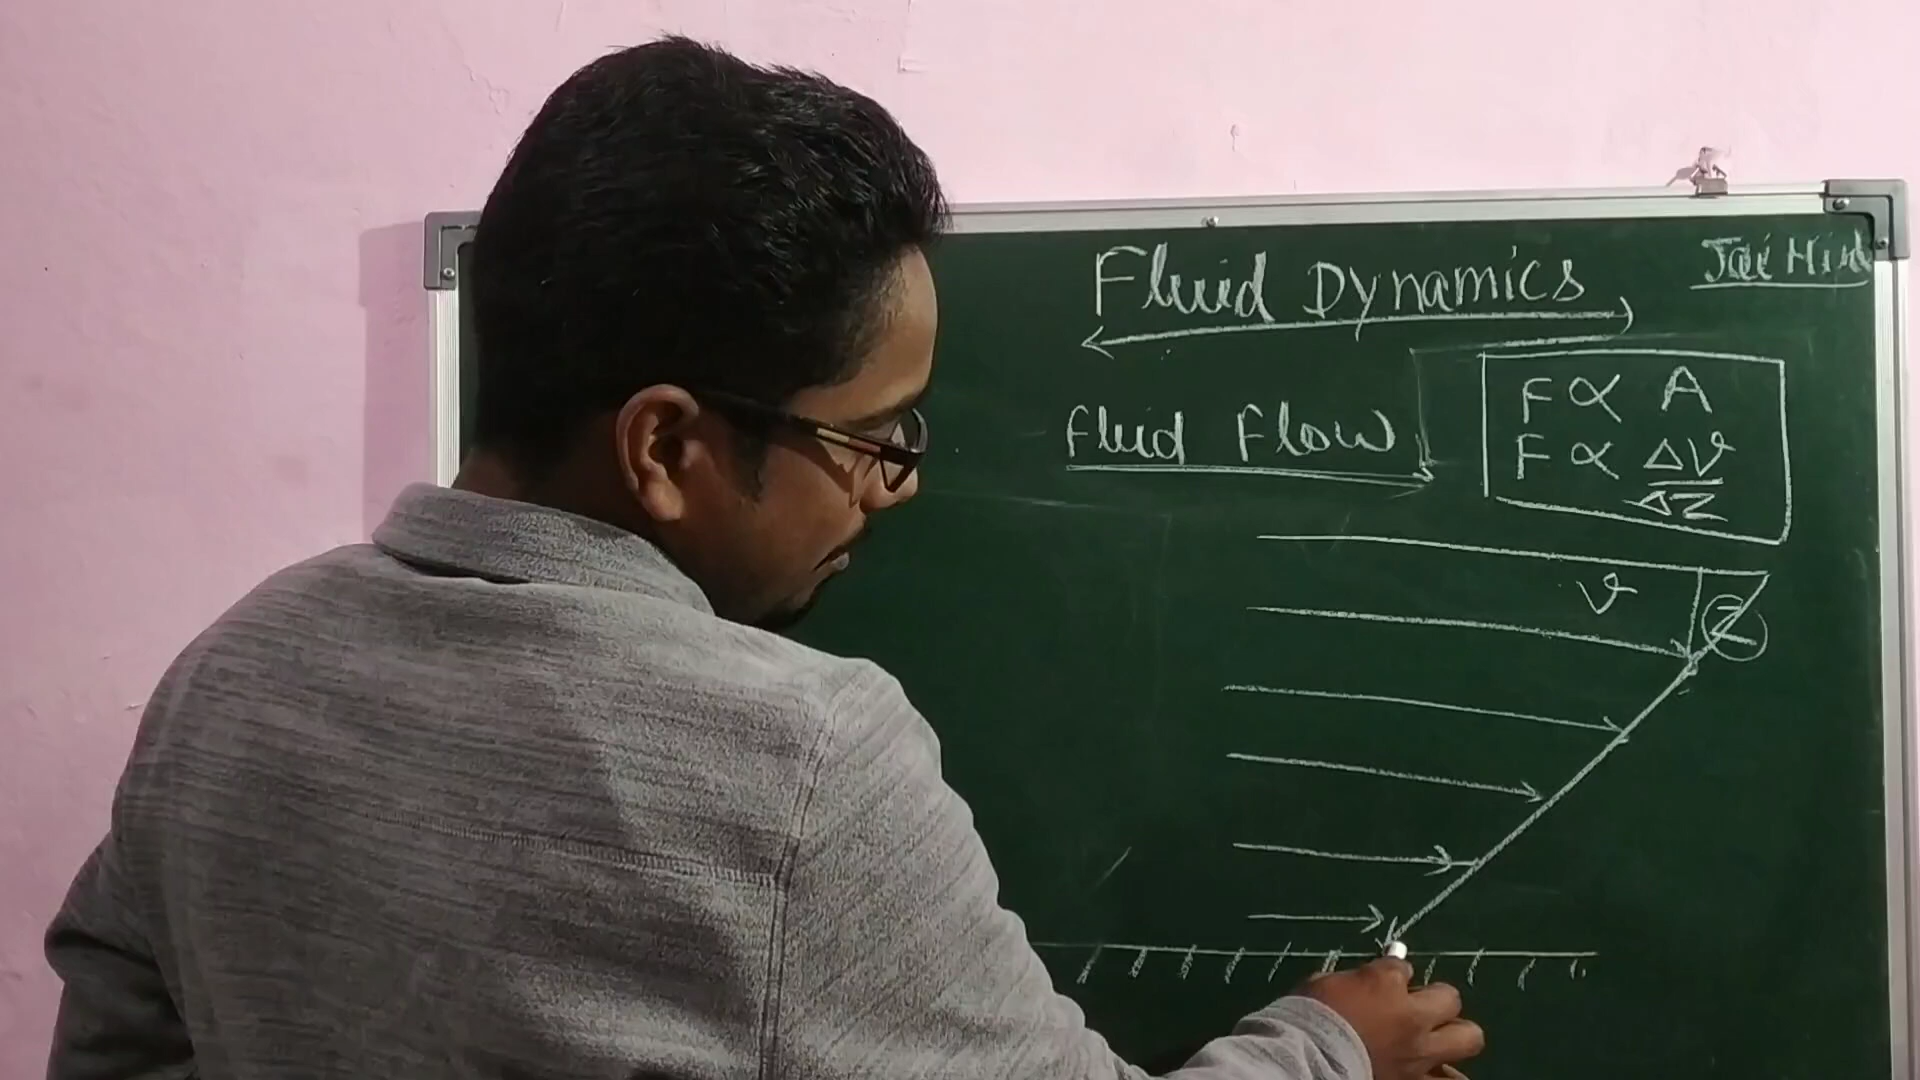 Fluid Dynamics
Jai Hind
Fluid Flow
F ∝ A
F ∝ Δv
ΔZ
v
Z